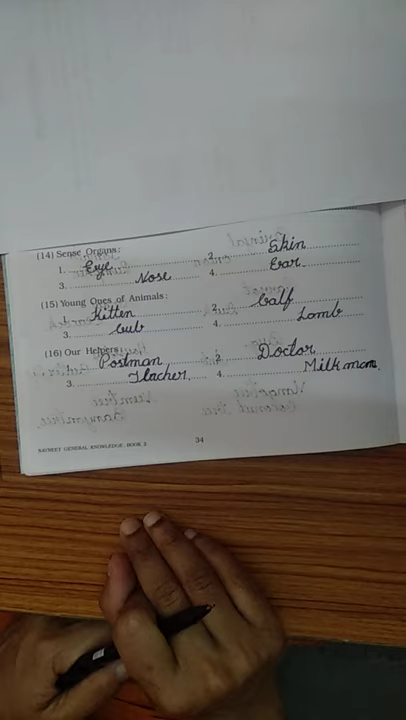 (14) Sense Organs:
1. Eye 2. Skin
3. Nose 4. Ear
(15) Young Ones of Animals:
1. Kitten 2. Calf
3. Cub 4. Lamb
(16) Our Helpers:
1. Postman 2. Doctor
3. Teacher 4. Milkman
NAVNEET GENERAL KNOWLEDGE: BOOK 2
34